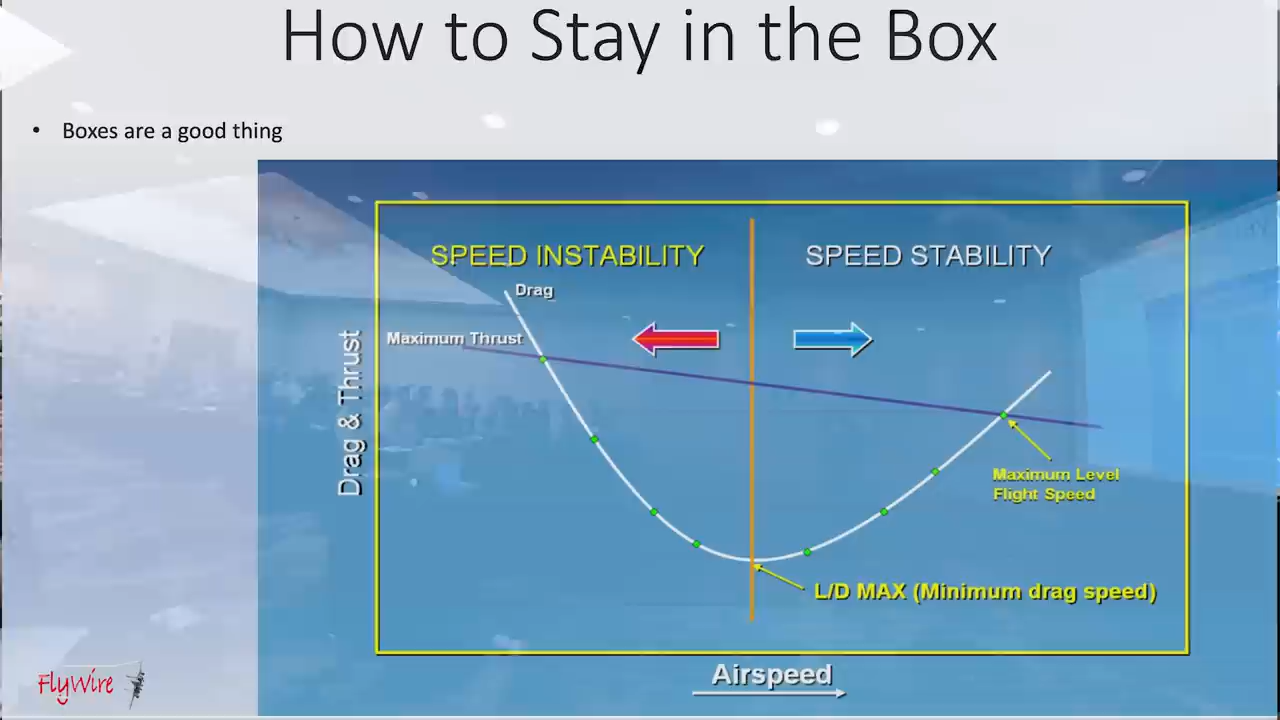 How to Stay in the Box
• Boxes are a good thing
SPEED INSTABILITY
SPEED STABILITY
Drag
Maximum Thrust
Drag & Thrust
Maximum Level
Flight Speed
L/D MAX (Minimum drag speed)
Airspeed
FlyWire